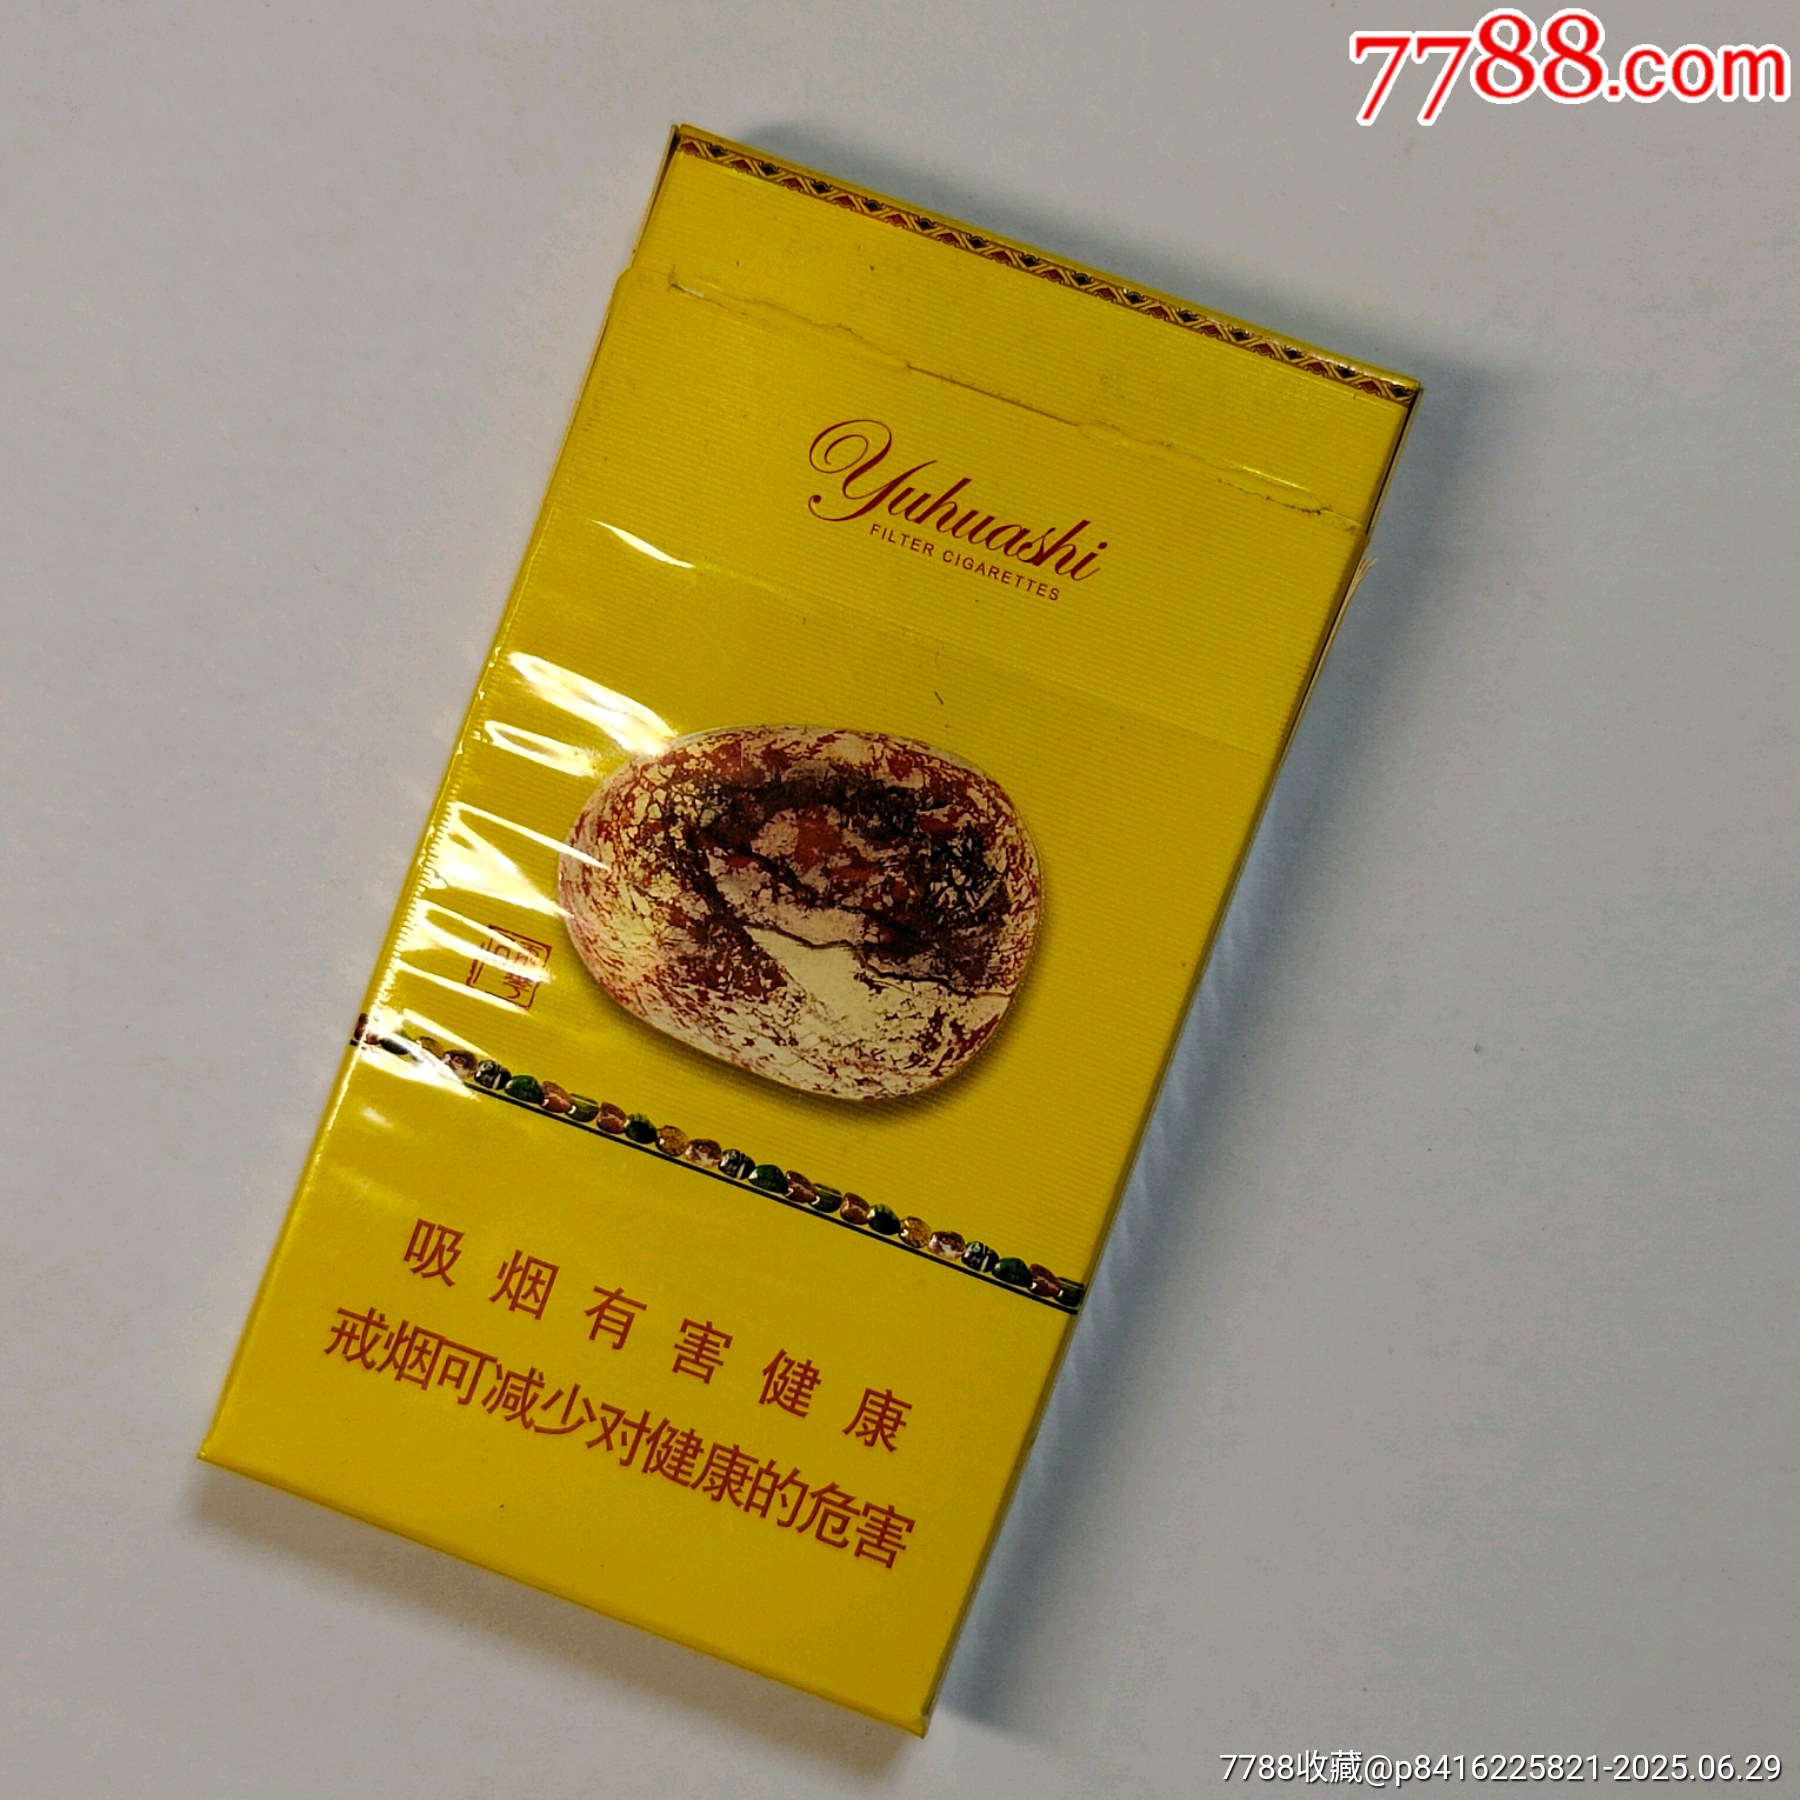 7788.com
Yuhuashi
FILTER CIGARETTES
吸烟有害健康
戒烟可减少对健康的危害
7788收藏@p8416225821-2025.06.29